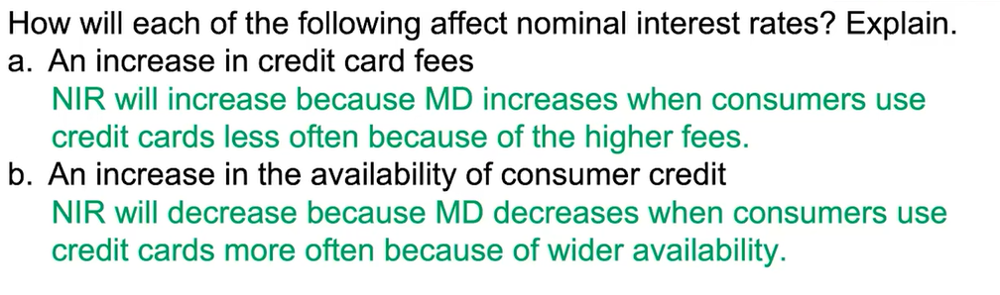 How will each of the following affect nominal interest rates? Explain.
a. An increase in credit card fees
NIR will increase because MD increases when consumers use
credit cards less often because of the higher fees.
b. An increase in the availability of consumer credit
NIR will decrease because MD decreases when consumers use
credit cards more often because of wider availability.